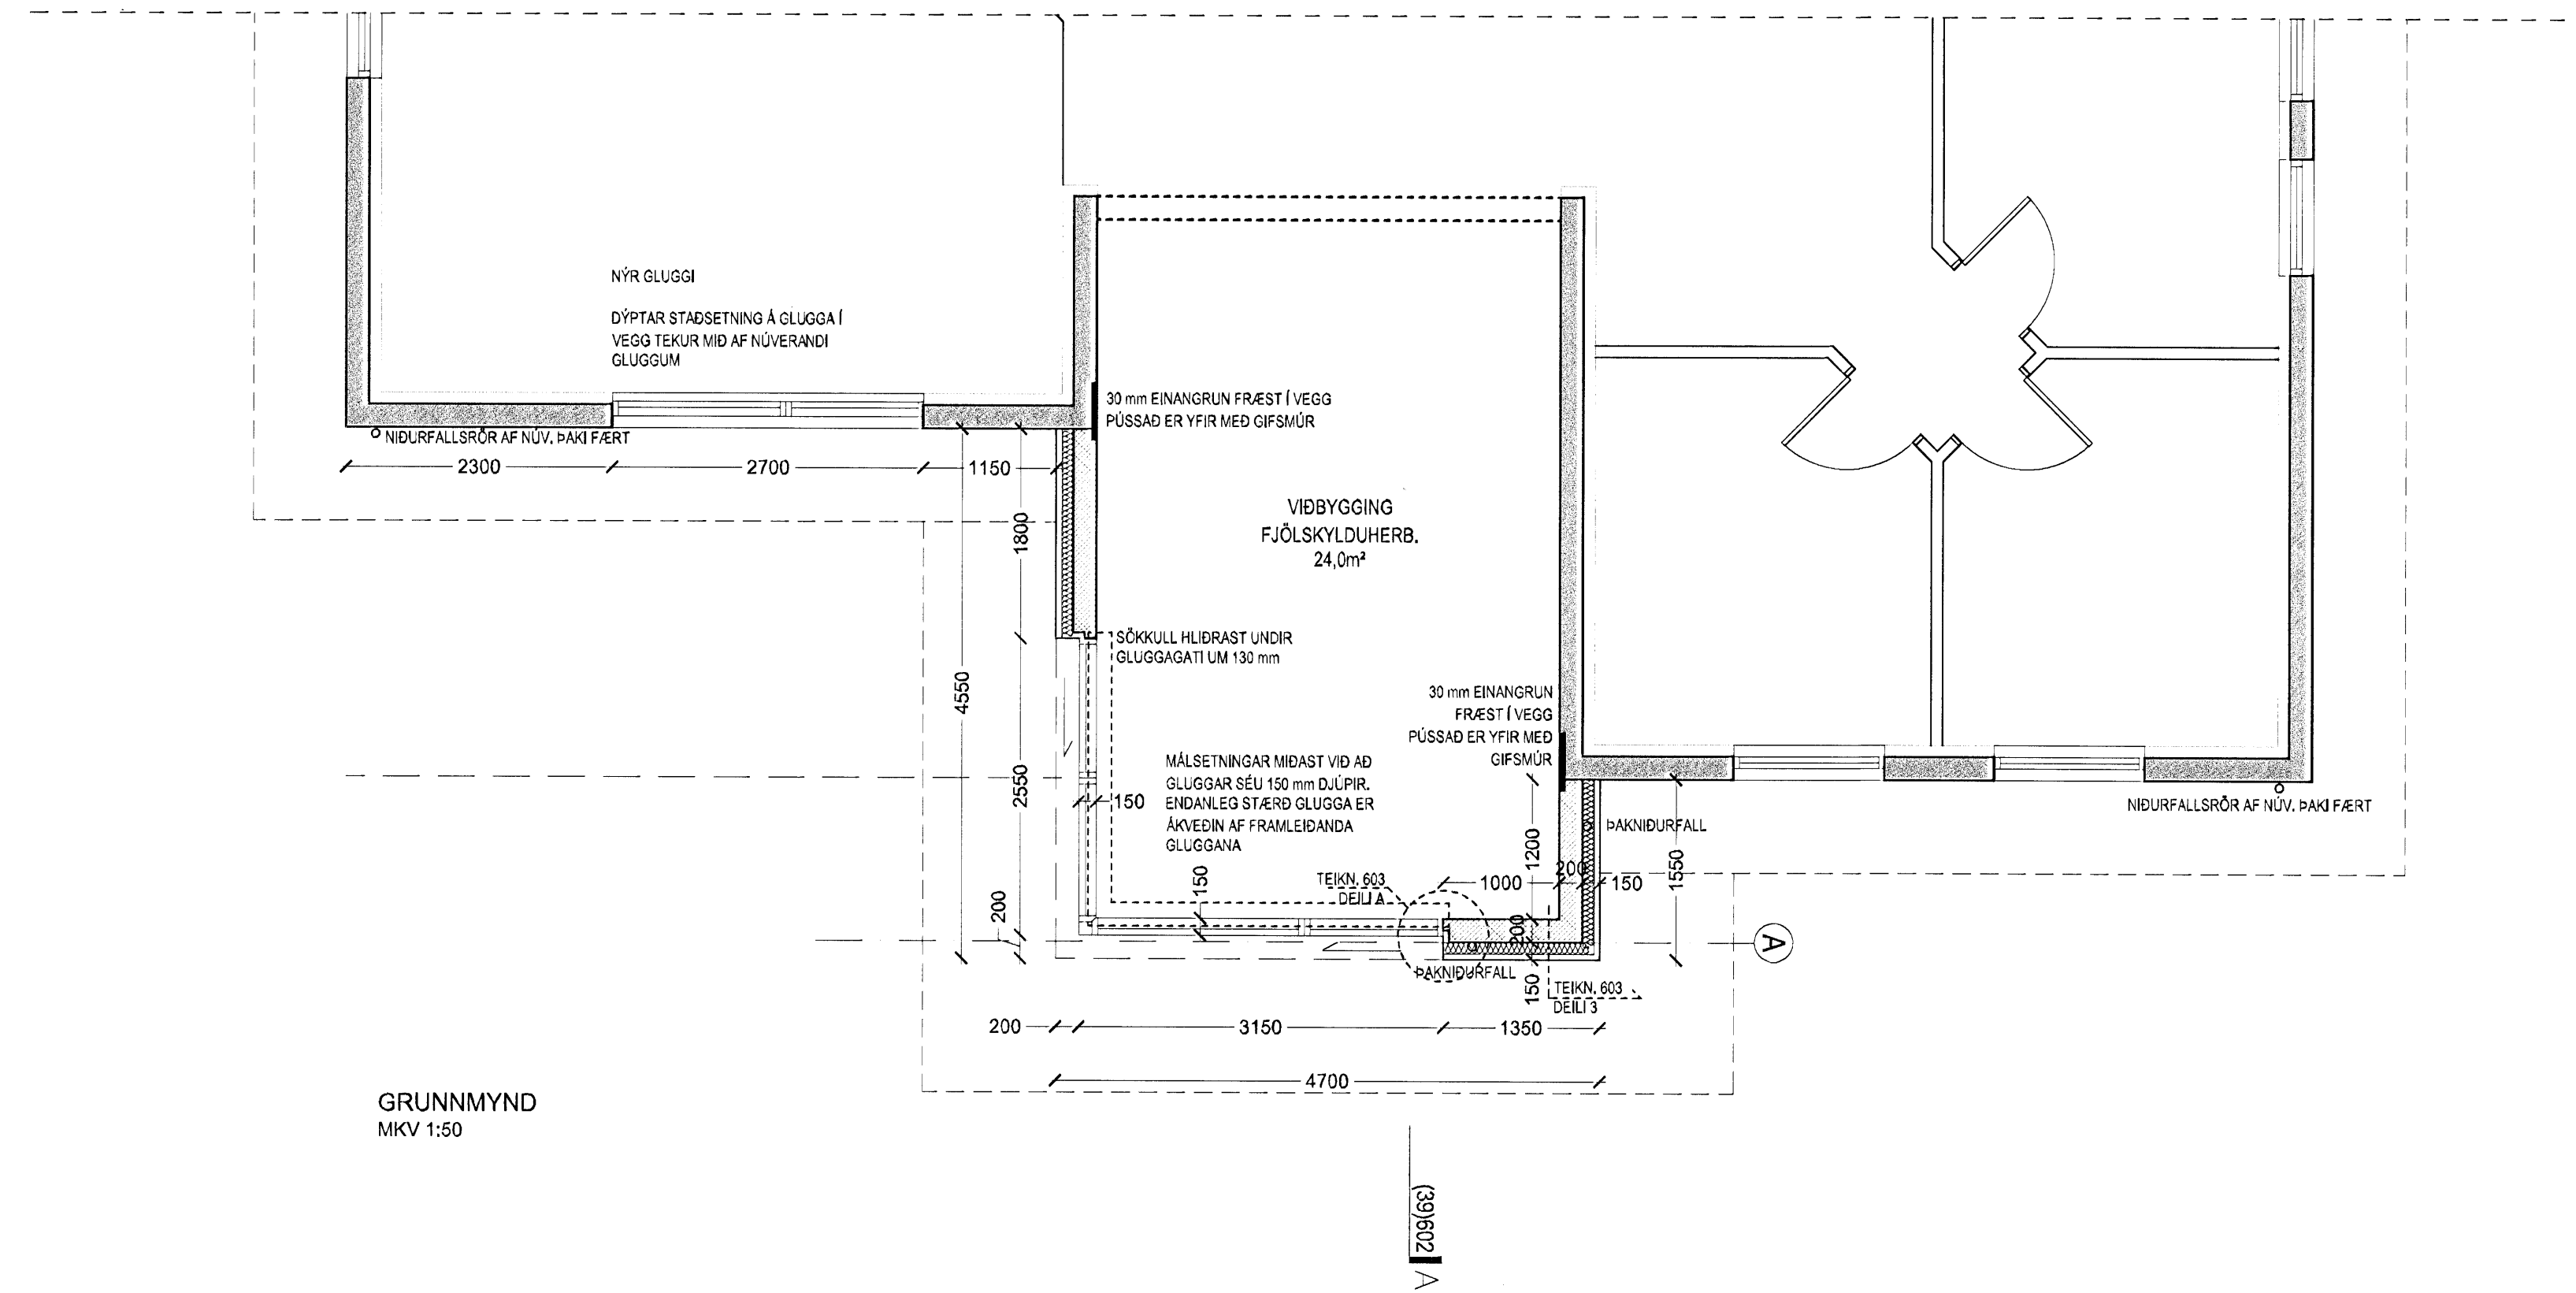 NÝR GLUGGI
DÝPTAR STAÐSETNING Á GLUGGA Í
VEGG TEKUR MIÐ AF NÚVERANDI
GLUGGUM
30 mm EINANGRUN FRÆST Í VEGG
PÚSSAÐ ER YFIR MEÐ GIFSMÚR
NIÐURFALLSRÖR AF NÚV. ÞAKI FÆRT
2300
2700
1150
VIÐBYGGING
FJÖLSKYLDUHERB.
24,0m²
1800
4550
2550
200
SÖKKULL HLIÐRAST UNDIR
GLUGGAGATI UM 130 mm
30 mm EINANGRUN
FRÆST Í VEGG
PÚSSAÐ ER YFIR MEÐ
GIFSMÚR
MÁLSETNINGAR MIÐAST VIÐ AÐ
GLUGGAR SÉU 150 mm DJÚPIR.
ENDANLEG STÆRÐ GLUGGA ER
ÁKVEÐIN AF FRAMLEIÐANDA
GLUGGANA
150
150
NIÐURFALLSRÖR AF NÚV. ÞAKI FÆRT
ÞAKNIÐURFALL
1200
1550
200
1000
150
TEIKN. 603
DEILI A
200
A
ÞAKNIÐURFALL
150
TEIKN. 603
DEILI 3
200
3150
1350
4700
GRUNNMYND
MKV 1:50
(39)602
A